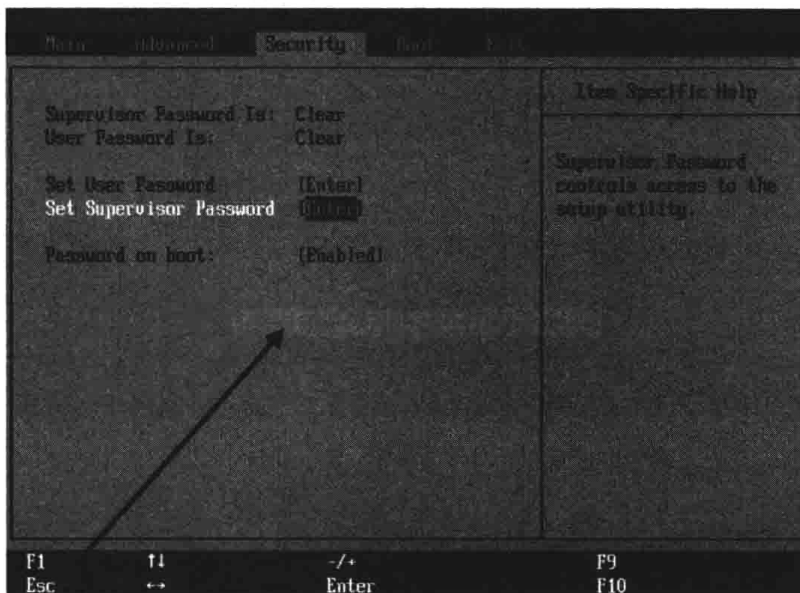 Main Advanced Security Boot Exit
Item Specific Help
Supervisor Password Is: Clear
User Password Is: Clear
Supervisor Password
controls access to the
setup utility.
Set User Password [Enter]
Set Supervisor Password [Enter]
Password on boot: [Enabled]
F1 ↑↓ -/+ F9
Esc ↔ Enter F10